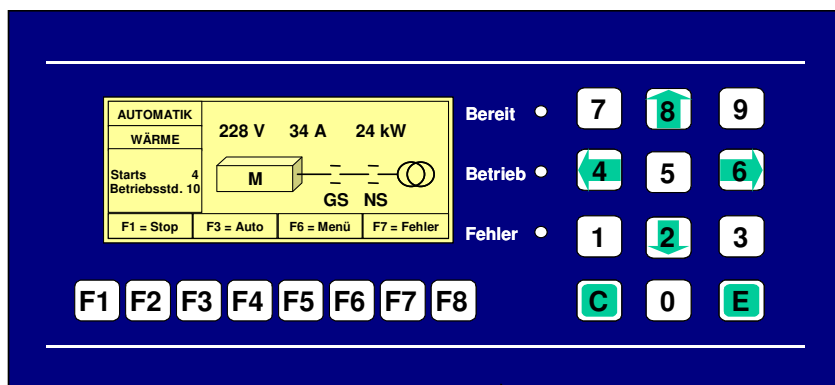 AUTOMATIK
WÄRME
228 V 34 A 24 kW
Starts 4
Betriebsstd. 10
M
GS NS
F1 = Stop F3 = Auto F6 = Menü F7 = Fehler
Bereit
Betrieb
Fehler
7 8 9
4 5 6
1 2 3
C 0 E
F1 F2 F3 F4 F5 F6 F7 F8